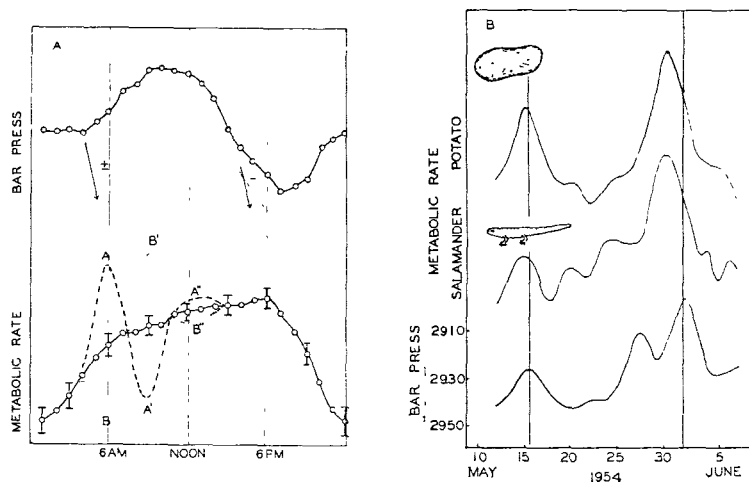 A
BAR PRESS
±
-
METABOLIC RATE
A
B'
A"
B"
A'
B
6AM
NOON
6PM
B
METABOLIC RATE
POTATO
SALAMANDER
BAR PRESS
2910
2930
2950
10
15
20
25
30
5
MAY
1954
JUNE